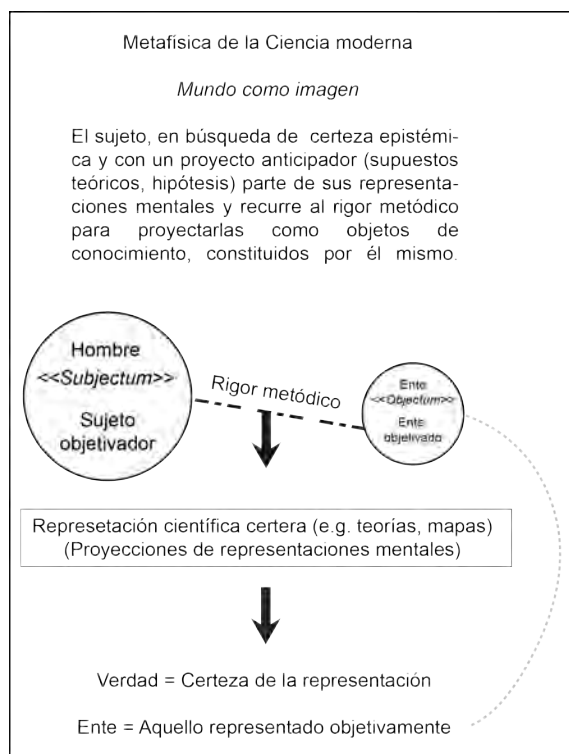 Metafísica de la Ciencia moderna
Mundo como imagen
El sujeto, en búsqueda de certeza epistémi-
ca y con un proyecto anticipador (supuestos
teóricos, hipótesis) parte de sus representa-
ciones mentales y recurre al rigor metódico
para proyectarlas como objetos de
conocimiento, constituidos por él mismo.
Hombre
<<Subjectum>>
Sujeto
objetivador
Rigor metódico
Ente
<<Objectum>>
Ente
objetivado
Represetación científica certera (e.g. teorías, mapas)
(Proyecciones de representaciones mentales)
Verdad = Certeza de la representación
Ente = Aquello representado objetivamente